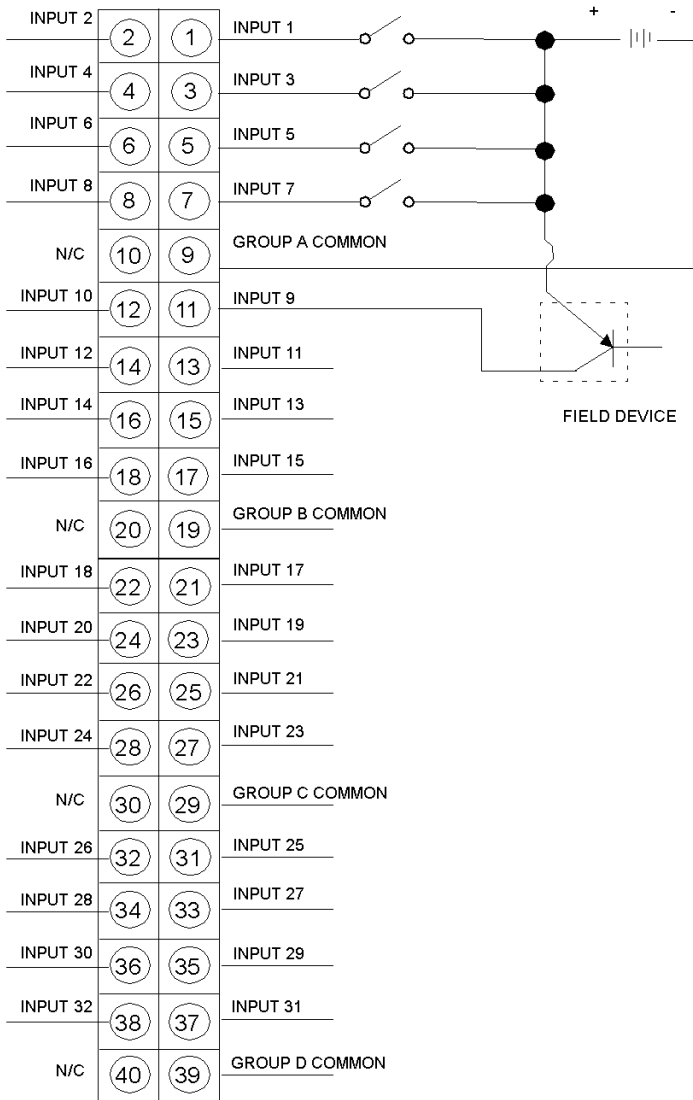 + -
INPUT 2 2 1 INPUT 1
INPUT 4 4 3 INPUT 3
INPUT 6 6 5 INPUT 5
INPUT 8 8 7 INPUT 7
N/C 10 9 GROUP A COMMON
INPUT 10 12 11 INPUT 9
INPUT 12 14 13 INPUT 11
INPUT 14 16 15 INPUT 13
FIELD DEVICE
INPUT 16 18 17 INPUT 15
N/C 20 19 GROUP B COMMON
INPUT 18 22 21 INPUT 17
INPUT 20 24 23 INPUT 19
INPUT 22 26 25 INPUT 21
INPUT 24 28 27 INPUT 23
N/C 30 29 GROUP C COMMON
INPUT 26 32 31 INPUT 25
INPUT 28 34 33 INPUT 27
INPUT 30 36 35 INPUT 29
INPUT 32 38 37 INPUT 31
N/C 40 39 GROUP D COMMON